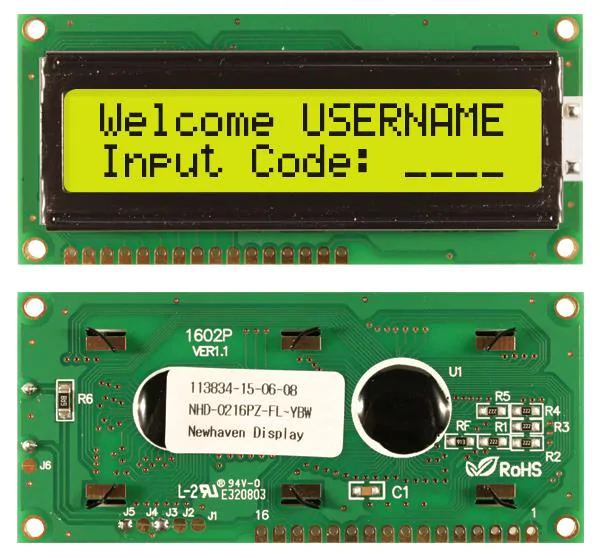 Welcome USERNAME
Input Code: ____
1602P
VER1.1
U1
113834-15-06-08
NHD-0216PZ-FL-YBW
Newhaven Display
R6
R5
R4
RF
R1
R3
R2
J6
RoHS
L-2 ® 94V-0
E320803
C1
J5
J4
J3
J2
J1
16
1